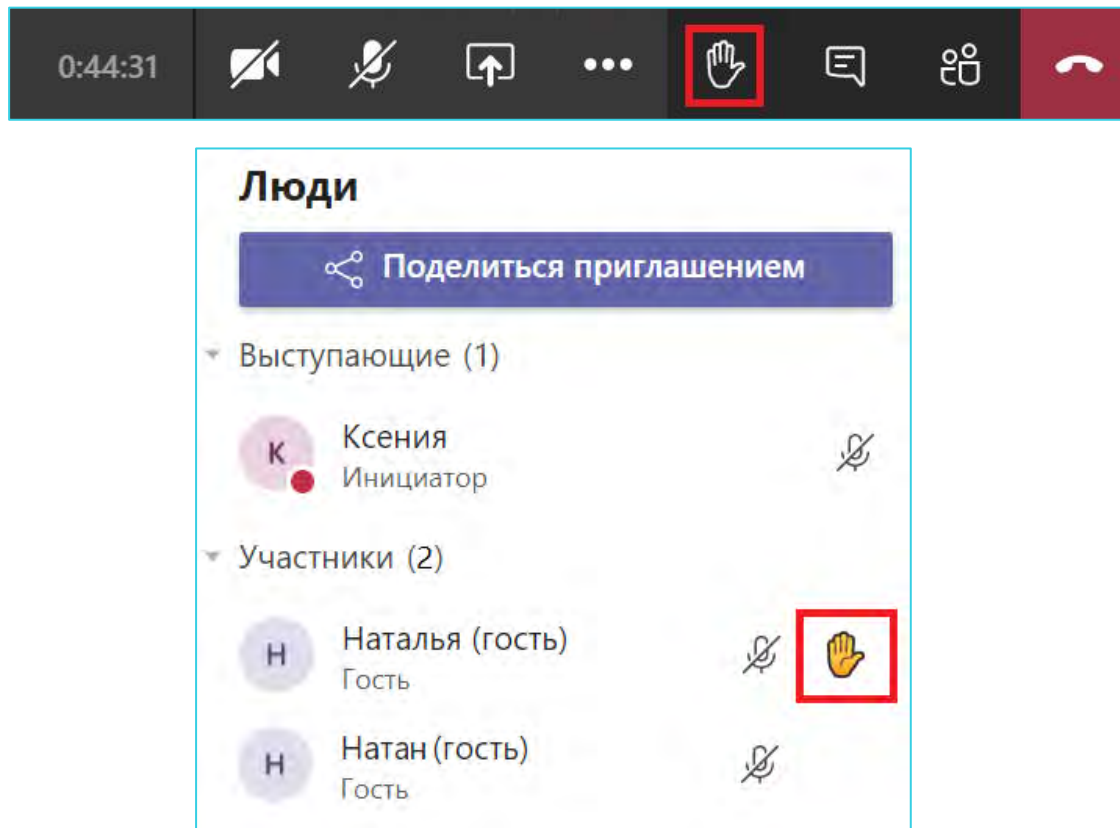 0:44:31
Люди
Поделиться приглашением
Выступающие (1)
К
Ксения
Инициатор
Участники (2)
Н
Наталья (гость)
Гость
Н
Натан (гость)
Гость